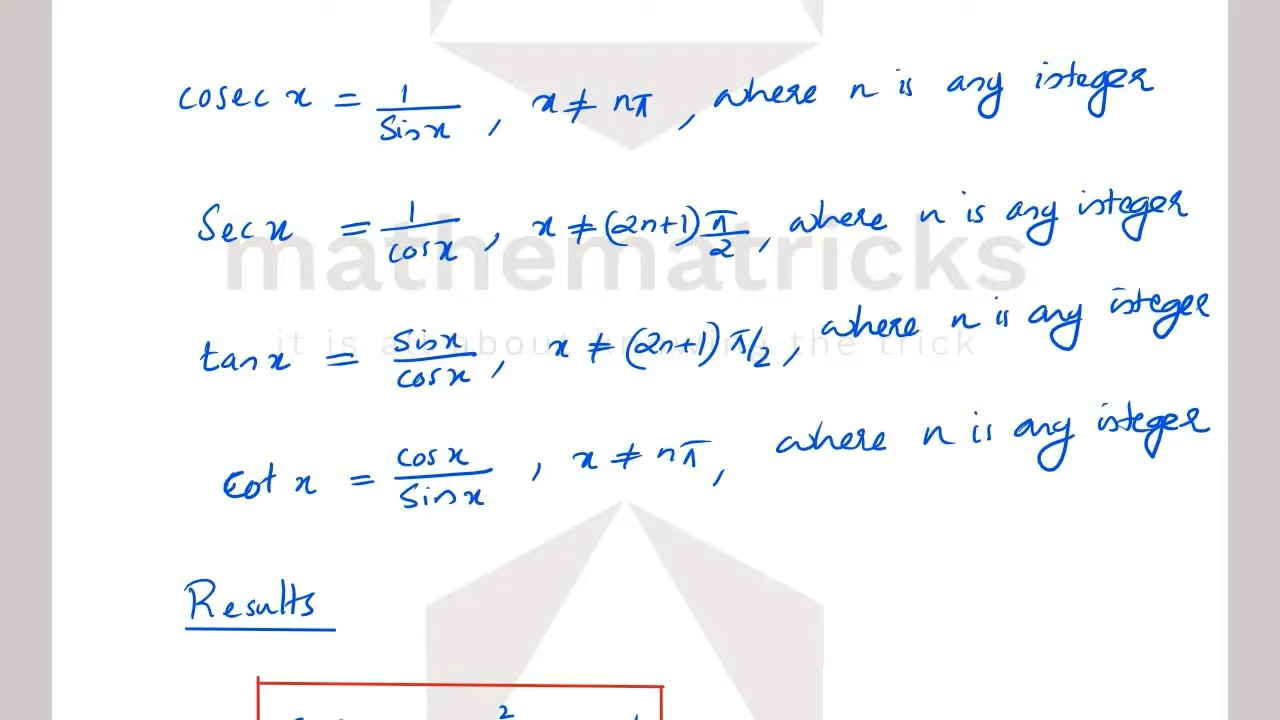 cosec x = 1/sin x , x ≠ nπ , where n is any integer
Sec x = 1/cos x , x ≠ (2n+1) π/2 , where n is any integer
mathematricks
tan x = sin x/cos x , x ≠ (2n+1) π/2 , where n is any integer
it is all about knowing the trick
cot x = cos x/sin x , x ≠ nπ , where n is any integer
Results
2